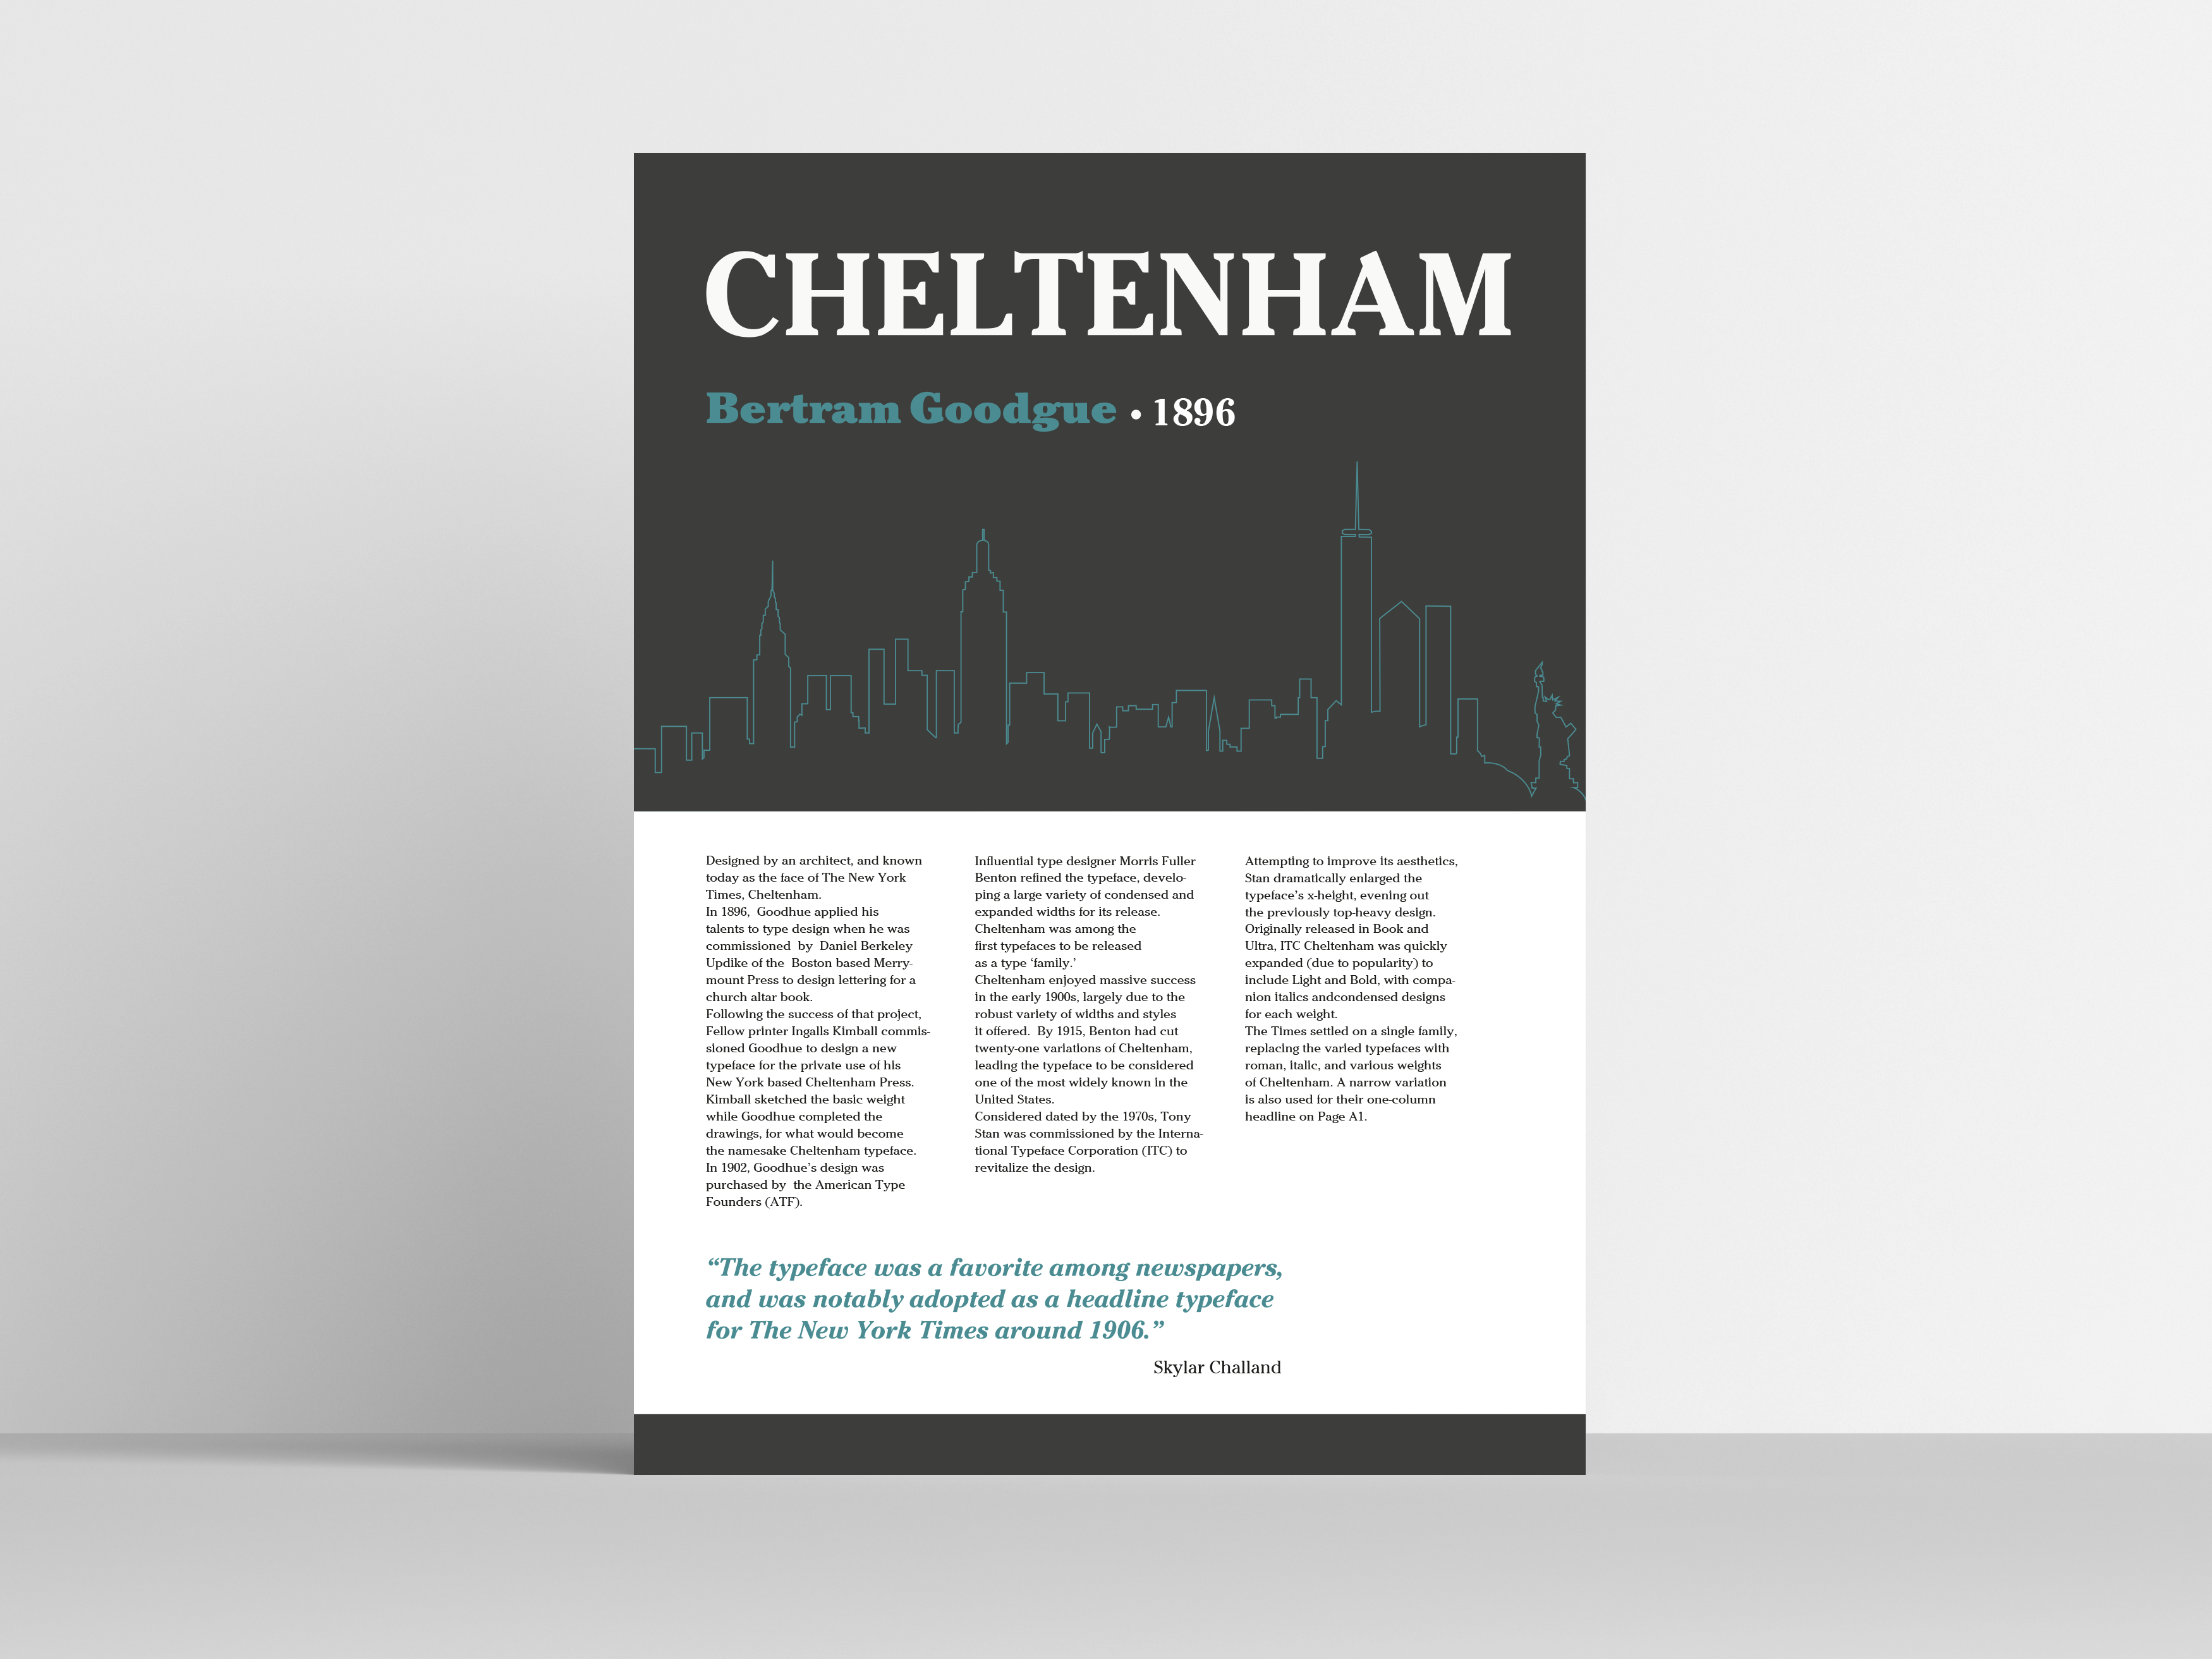 CHELTENHAM
Bertram Goodgue • 1896
Designed by an architect, and known
today as the face of The New York
Times, Cheltenham.
In 1896,  Goodhue applied his
talents to type design when he was
commissioned  by  Daniel Berkeley
Updike of the  Boston based Merry-
mount Press to design lettering for a
church altar book.
Following the success of that project,
Fellow printer Ingalls Kimball commis-
sioned Goodhue to design a new
typeface for the private use of his
New York based Cheltenham Press.
Kimball sketched the basic weight
while Goodhue completed the
drawings, for what would become
the namesake Cheltenham typeface.
In 1902, Goodhue’s design was
purchased by  the American Type
Founders (ATF).
Influential type designer Morris Fuller
Benton refined the typeface, develo-
ping a large variety of condensed and
expanded widths for its release.
Cheltenham was among the
first typefaces to be released
as a type ‘family.’
Cheltenham enjoyed massive success
in the early 1900s, largely due to the
robust variety of widths and styles
it offered.  By 1915, Benton had cut
twenty-one variations of Cheltenham,
leading the typeface to be considered
one of the most widely known in the
United States.
Considered dated by the 1970s, Tony
Stan was commissioned by the Interna-
tional Typeface Corporation (ITC) to
revitalize the design.
Attempting to improve its aesthetics,
Stan dramatically enlarged the
typeface’s x-height, evening out
the previously top-heavy design.
Originally released in Book and
Ultra, ITC Cheltenham was quickly
expanded (due to popularity) to
include Light and Bold, with compa-
nion italics andcondensed designs
for each weight.
The Times settled on a single family,
replacing the varied typefaces with
roman, italic, and various weights
of Cheltenham. A narrow variation
is also used for their one-column
headline on Page A1.
“The typeface was a favorite among newspapers,
and was notably adopted as a headline typeface
for The New York Times around 1906.”
Skylar Challand